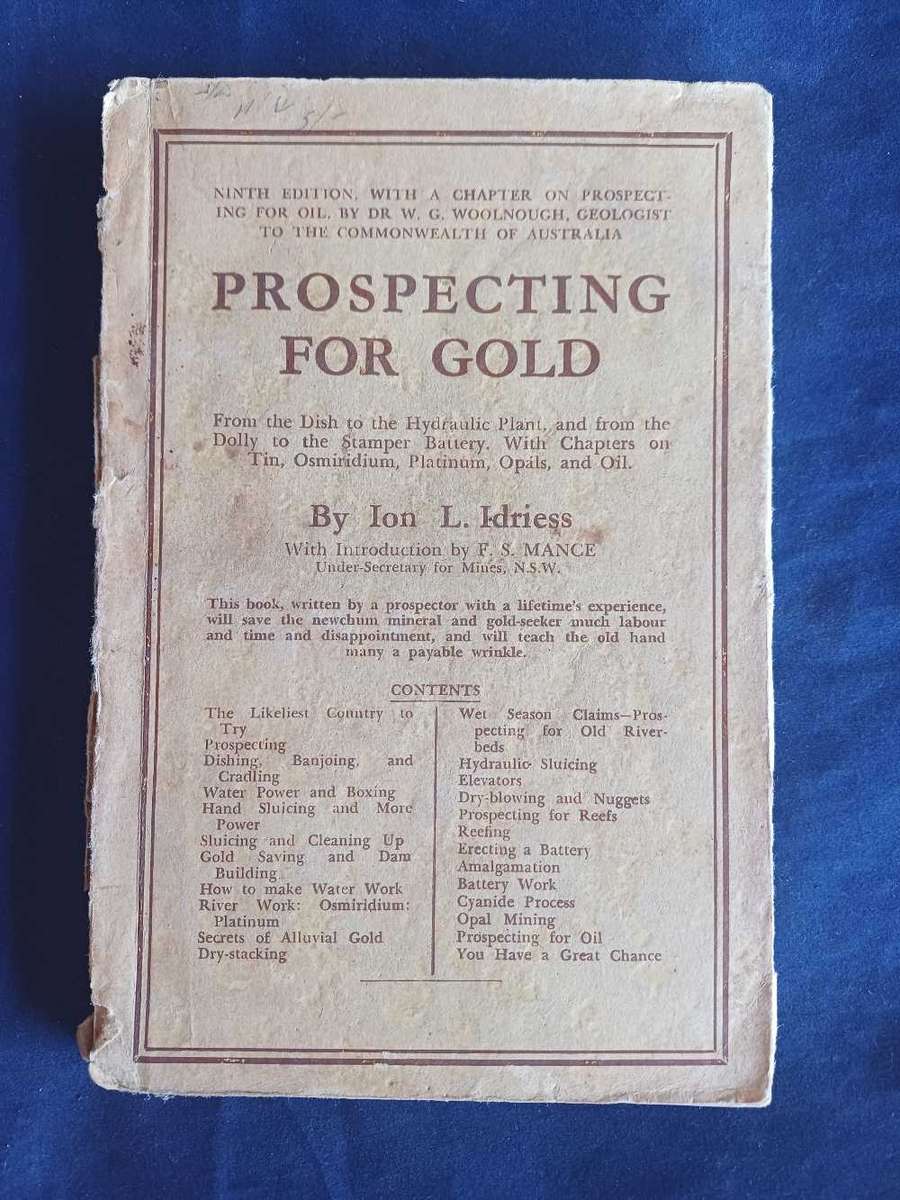 NINTH EDITION, WITH A CHAPTER ON PROSPECT-
ING FOR OIL, BY DR W. G. WOOLNOUGH, GEOLOGIST
TO THE COMMONWEALTH OF AUSTRALIA
PROSPECTING
FOR GOLD
From the Dish to the Hydraulic Plant, and from the
Dolly to the Stamper Battery. With Chapters on
Tin, Osmiridium, Platinum, Opals, and Oil.
By Ion L. Idriess
With Introduction by F. S. MANCE
Under-Secretary for Mines, N.S.W.
This book, written by a prospector with a lifetime's experience,
will save the newchum mineral and gold-seeker much labour
and time and disappointment, and will teach the old hand
many a payable wrinkle.
CONTENTS
The Likeliest Country to
Try
Prospecting
Dishing, Banjoing, and
Cradling
Water Power and Boxing
Hand Sluicing and More
Power
Sluicing and Cleaning Up
Gold Saving and Dam
Building
How to make Water Work
River Work: Osmiridium:
Platinum
Secrets of Alluvial Gold
Dry-stacking
Wet Season Claims—Pros-
pecting for Old River-
beds
Hydraulic Sluicing
Elevators
Dry-blowing and Nuggets
Prospecting for Reefs
Reefing
Erecting a Battery
Amalgamation
Battery Work
Cyanide Process
Opal Mining
Prospecting for Oil
You Have a Great Chance